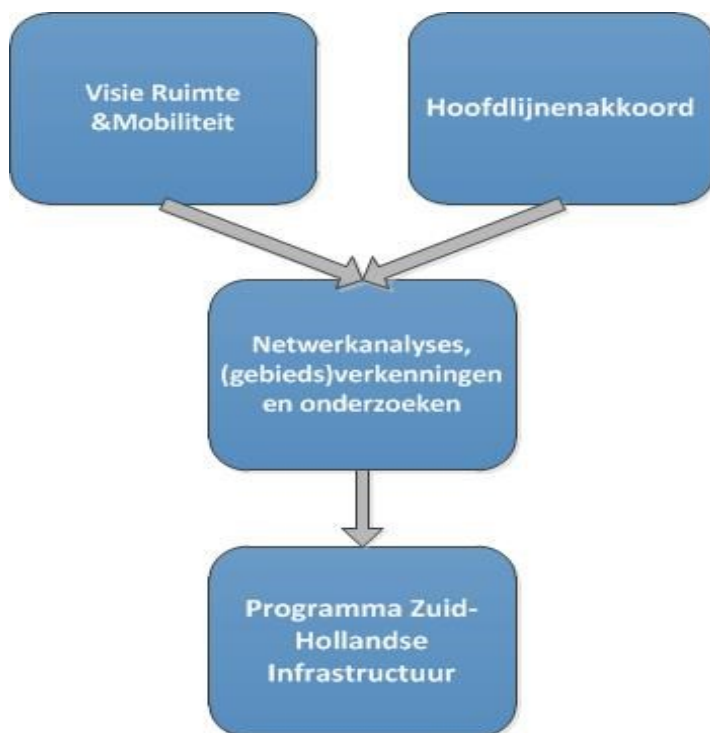 Visie Ruimte
&Mobiliteit
Hoofdlijnenakkoord
Netwerkanalyses,
(gebieds)verkenningen
en onderzoeken
Programma Zuid-
Hollandse
Infrastructuur